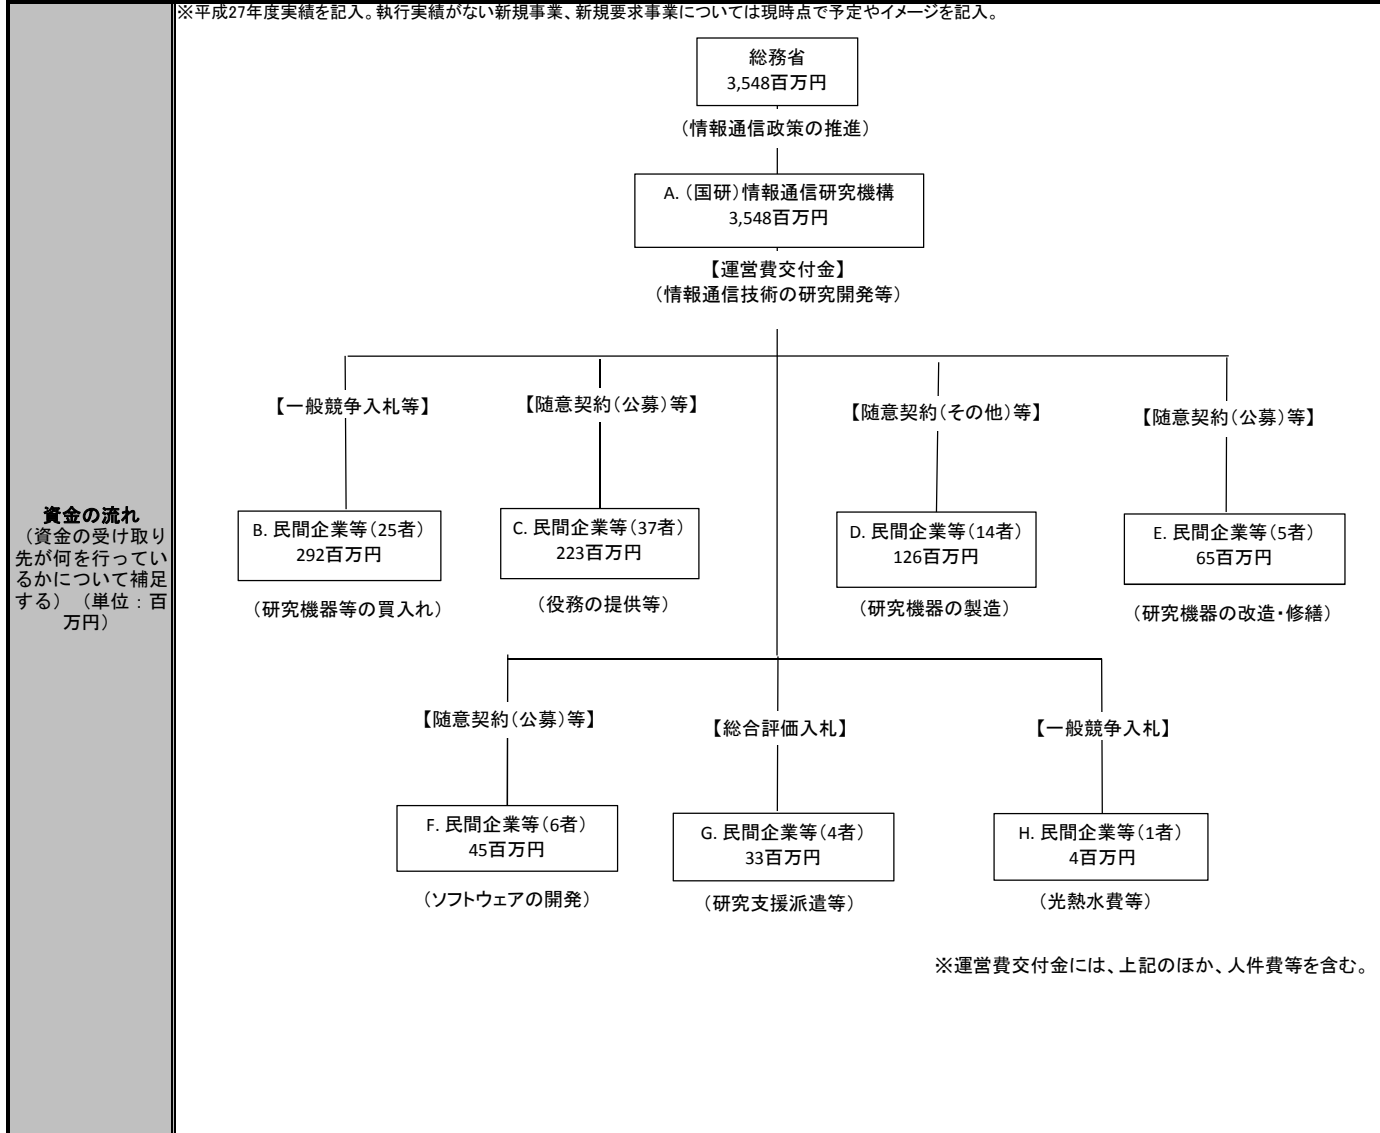 ※平成27年度実績を記入。執行実績がない新規事業、新規要求事業については現時点で予定やイメージを記入。
資金の流れ
（資金の受け取り
先が何を行ってい
るかについて補足
する）　（単位：百
万円）
総務省
3,548百万円
（情報通信政策の推進）
A. （国研）情報通信研究機構
3,548百万円
【運営費交付金】
（情報通信技術の研究開発等）
【一般競争入札等】
【随意契約（公募）等】
【随意契約（その他）等】
【随意契約（公募）等】
B. 民間企業等（25者）
292百万円
（研究機器等の買入れ）
C. 民間企業等（37者）
223百万円
（役務の提供等）
D. 民間企業等（14者）
126百万円
（研究機器の製造）
E. 民間企業等（5者）
65百万円
（研究機器の改造・修繕）
【随意契約（公募）等】
【総合評価入札】
【一般競争入札】
F. 民間企業等（6者）
45百万円
（ソフトウェアの開発）
G. 民間企業等（4者）
33百万円
（研究支援派遣等）
H. 民間企業等（1者）
4百万円
（光熱水費等）
※運営費交付金には、上記のほか、人件費等を含む。